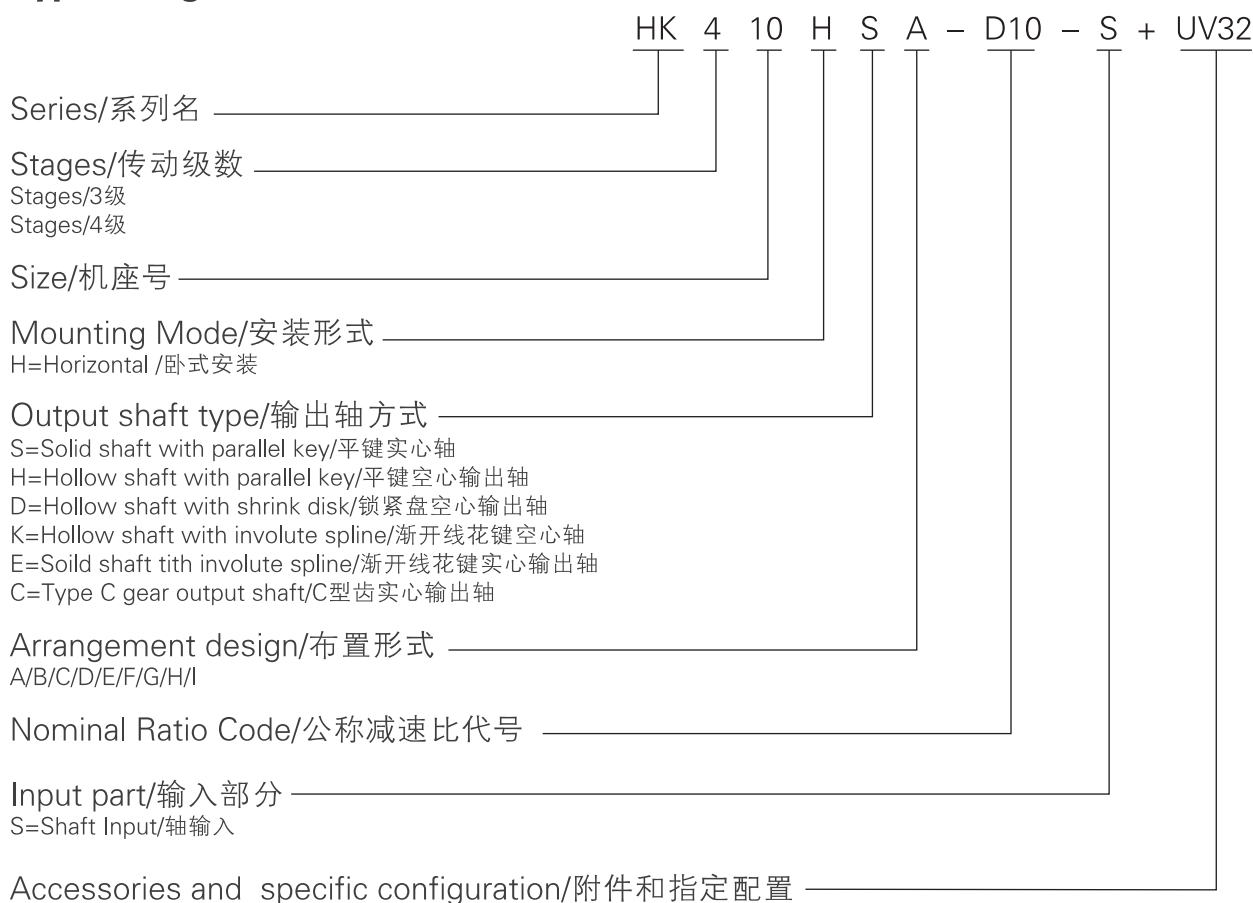 HK 4 10 H S A – D10 – S + UV32
Series/系列名
Stages/传动级数
Stages/3级
Stages/4级
Size/机座号
Mounting Mode/安装形式
H=Horizontal /卧式安装
Output shaft type/输出轴方式
S=Solid shaft with parallel key/平键实心轴
H=Hollow shaft with parallel key/平键空心输出轴
D=Hollow shaft with shrink disk/锁紧盘空心输出轴
K=Hollow shaft with involute spline/渐开线花键空心轴
E=Soild shaft tith involute spline/渐开线花键实心输出轴
C=Type C gear output shaft/C型齿实心输出轴
Arrangement design/布置形式
A/B/C/D/E/F/G/H/I
Nominal Ratio Code/公称减速比代号
Input part/输入部分
S=Shaft Input/轴输入
Accessories and specific configuration/附件和指定配置